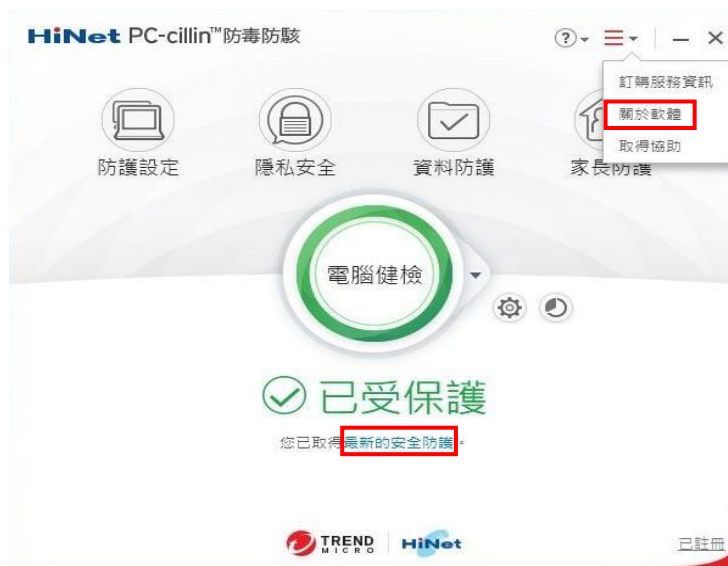 HiNet PC-cillin™防毒防駭
?
訂購服務資訊
關於軟體
取得協助
防護設定
隱私安全
資料防護
家長防護
電腦健檢
已受保護
您已取得最新的安全防護。
TREND MICRO
HiNet
已註冊